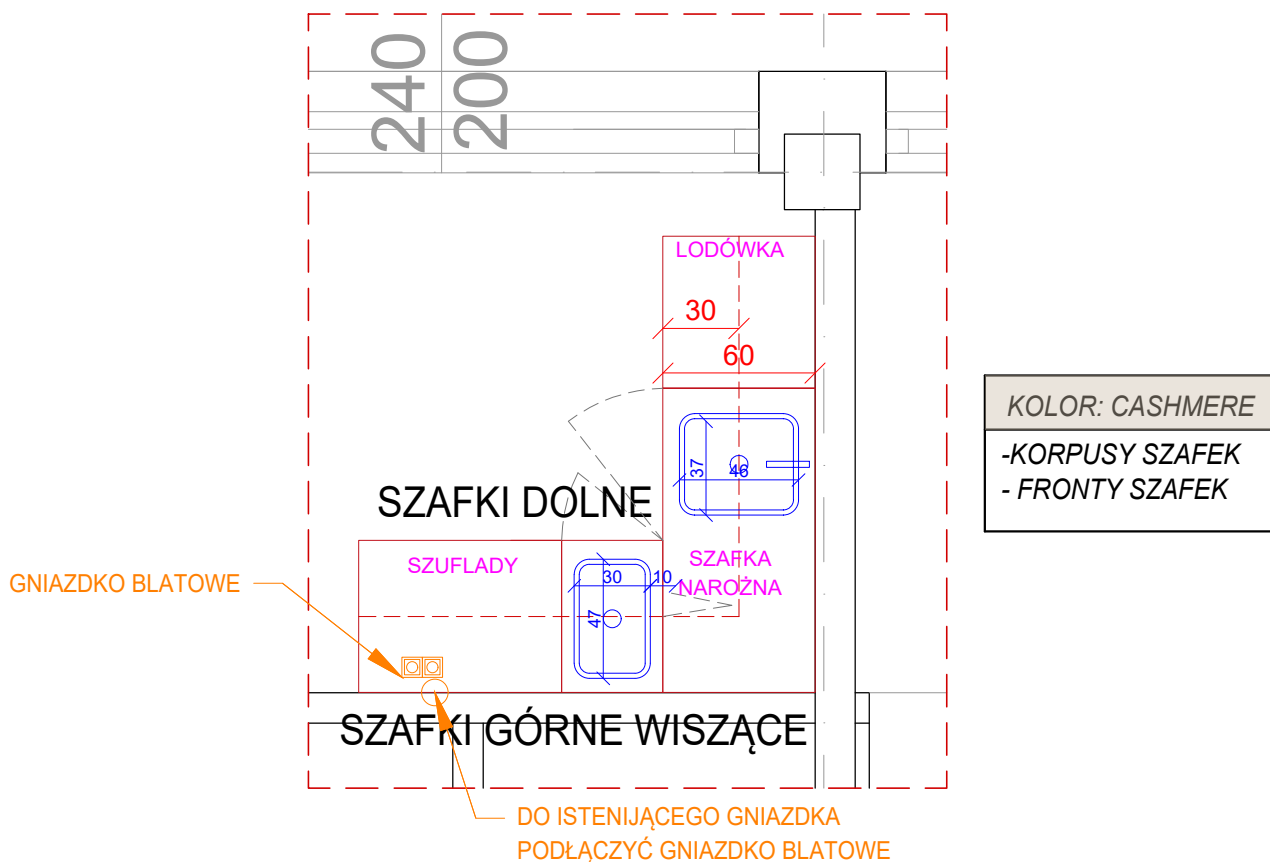 240
200
LODÓWKA
30
60
KOLOR: CASHMERE
-KORPUSY SZAFEK
- FRONTY SZAFEK
37
46
SZAFKI DOLNE
SZUFLADY
SZAFKA
NAROŻNA
30
10
47
GNIAZDKO BLATOWE
SZAFKI GÓRNE WISZĄCE
DO ISTENIJĄCEGO GNIAZDKA
PODŁĄCZYĆ GNIAZDKO BLATOWE